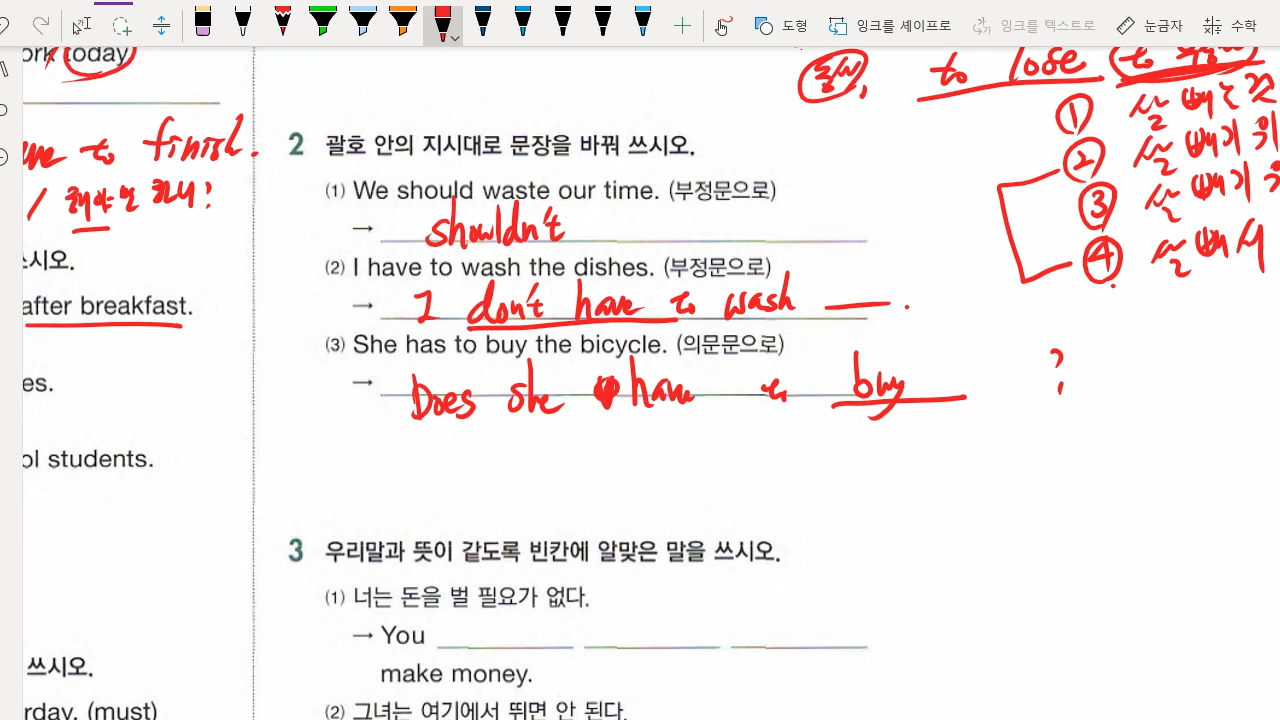 도형 잉크를 셰이프로 잉크를 텍스트로 눈금자 수학
today
to finish.
/ 해야만 하니?
시오.
after breakfast.
es.
ol students.
쓰시오.
rday. (must)
2 괄호 안의 지시대로 문장을 바꿔 쓰시오.
(1) We should waste our time. (부정문으로)
→ shouldn't
(2) I have to wash the dishes. (부정문으로)
→ I don't have to wash .
(3) She has to buy the bicycle. (의문문으로)
→ Does she have to buy ?
3 우리말과 뜻이 같도록 빈칸에 알맞은 말을 쓰시오.
(1) 너는 돈을 벌 필요가 없다.
→ You
make money.
(2) 그녀는 여기에서 뛰면 안 된다.
to lose
① 살 빼는 것
② 살 빼기 위
③ 살 빼기
④ 살 빼서